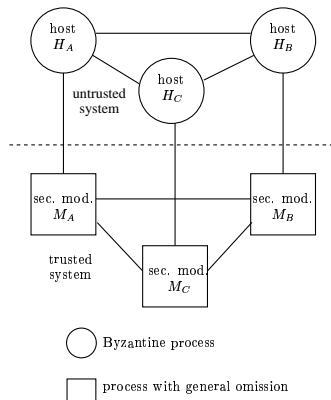 host
H_A
host
H_B
host
H_C
untrusted
system
sec. mod.
M_A
sec. mod.
M_B
trusted
system
sec. mod.
M_C
Byzantine process
process with general omission